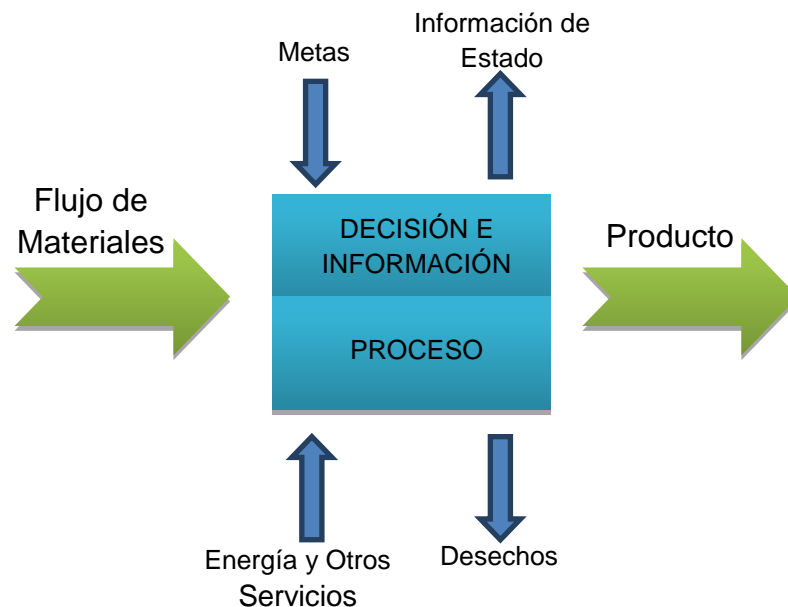 Metas
Información de
Estado
Flujo de
Materiales
DECISIÓN E
INFORMACIÓN
Producto
PROCESO
Energía y Otros
Servicios
Desechos